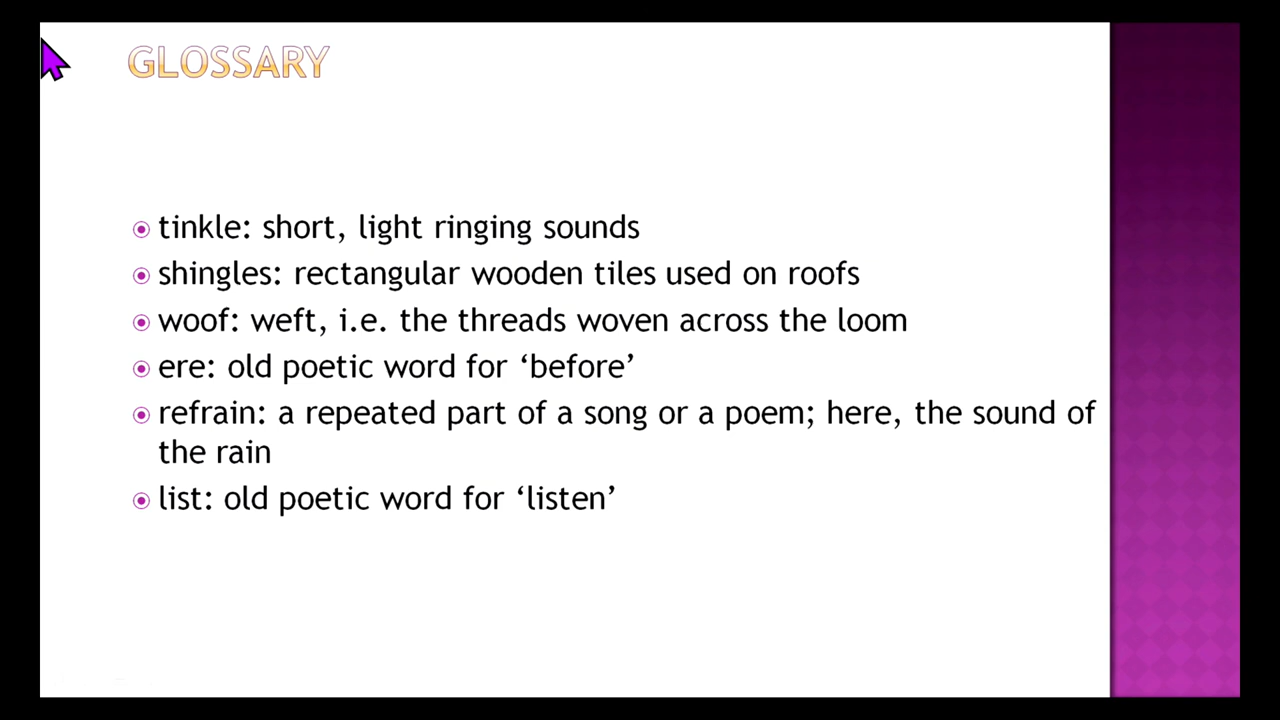 GLOSSARY
tinkle: short, light ringing sounds
shingles: rectangular wooden tiles used on roofs
woof: weft, i.e. the threads woven across the loom
ere: old poetic word for ‘before’
refrain: a repeated part of a song or a poem; here, the sound of
the rain
list: old poetic word for ‘listen’